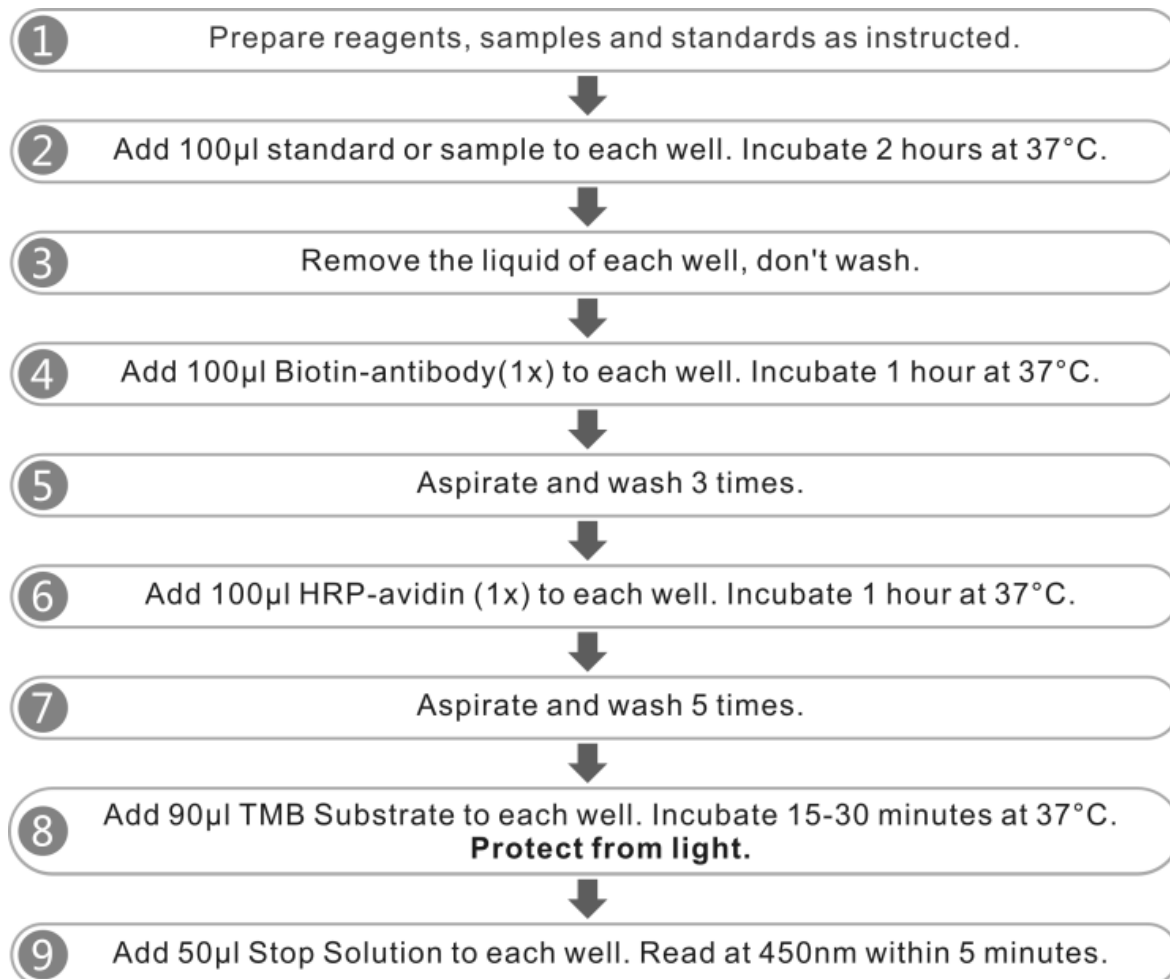 1 Prepare reagents, samples and standards as instructed.
2 Add 100μl standard or sample to each well. Incubate 2 hours at 37°C.
3 Remove the liquid of each well, don't wash.
4 Add 100μl Biotin-antibody(1x) to each well. Incubate 1 hour at 37°C.
5 Aspirate and wash 3 times.
6 Add 100μl HRP-avidin (1x) to each well. Incubate 1 hour at 37°C.
7 Aspirate and wash 5 times.
8 Add 90μl TMB Substrate to each well. Incubate 15-30 minutes at 37°C.
Protect from light.
9 Add 50μl Stop Solution to each well. Read at 450nm within 5 minutes.